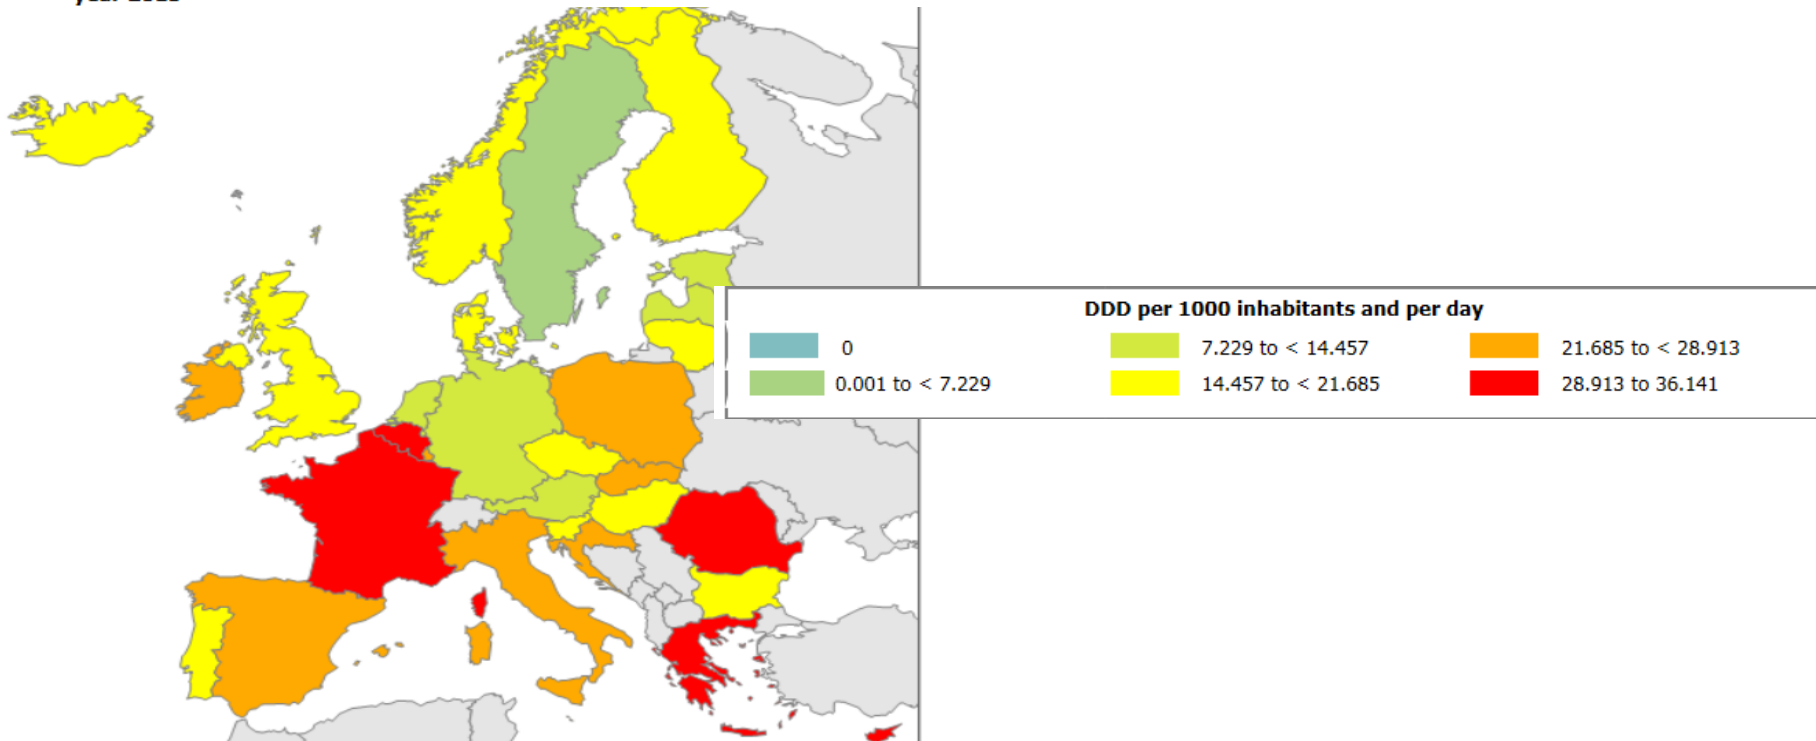 DDD per 1000 inhabitants and per day
0 7.229 to < 14.457 21.685 to < 28.913
0.001 to < 7.229 14.457 to < 21.685 28.913 to 36.141